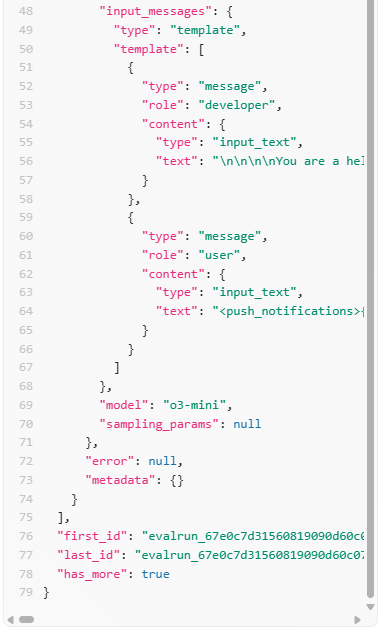 48 "input_messages": {
49 "type": "template",
50 "template": [
51 {
52 "type": "message",
53 "role": "developer",
54 "content": {
55 "type": "input_text",
56 "text": "\n\n\n\nYou are a hel
57 }
58 },
59 {
60 "type": "message",
61 "role": "user",
62 "content": {
63 "type": "input_text",
64 "text": "<push_notifications>{
65 }
66 }
67 ]
68 },
69 "model": "o3-mini",
70 "sampling_params": null
71 },
72 "error": null,
73 "metadata": {}
74 }
75 ],
76 "first_id": "evalrun_67e0c7d31560819090d60c0
77 "last_id": "evalrun_67e0c7d31560819090d60c07
78 "has_more": true
79 }